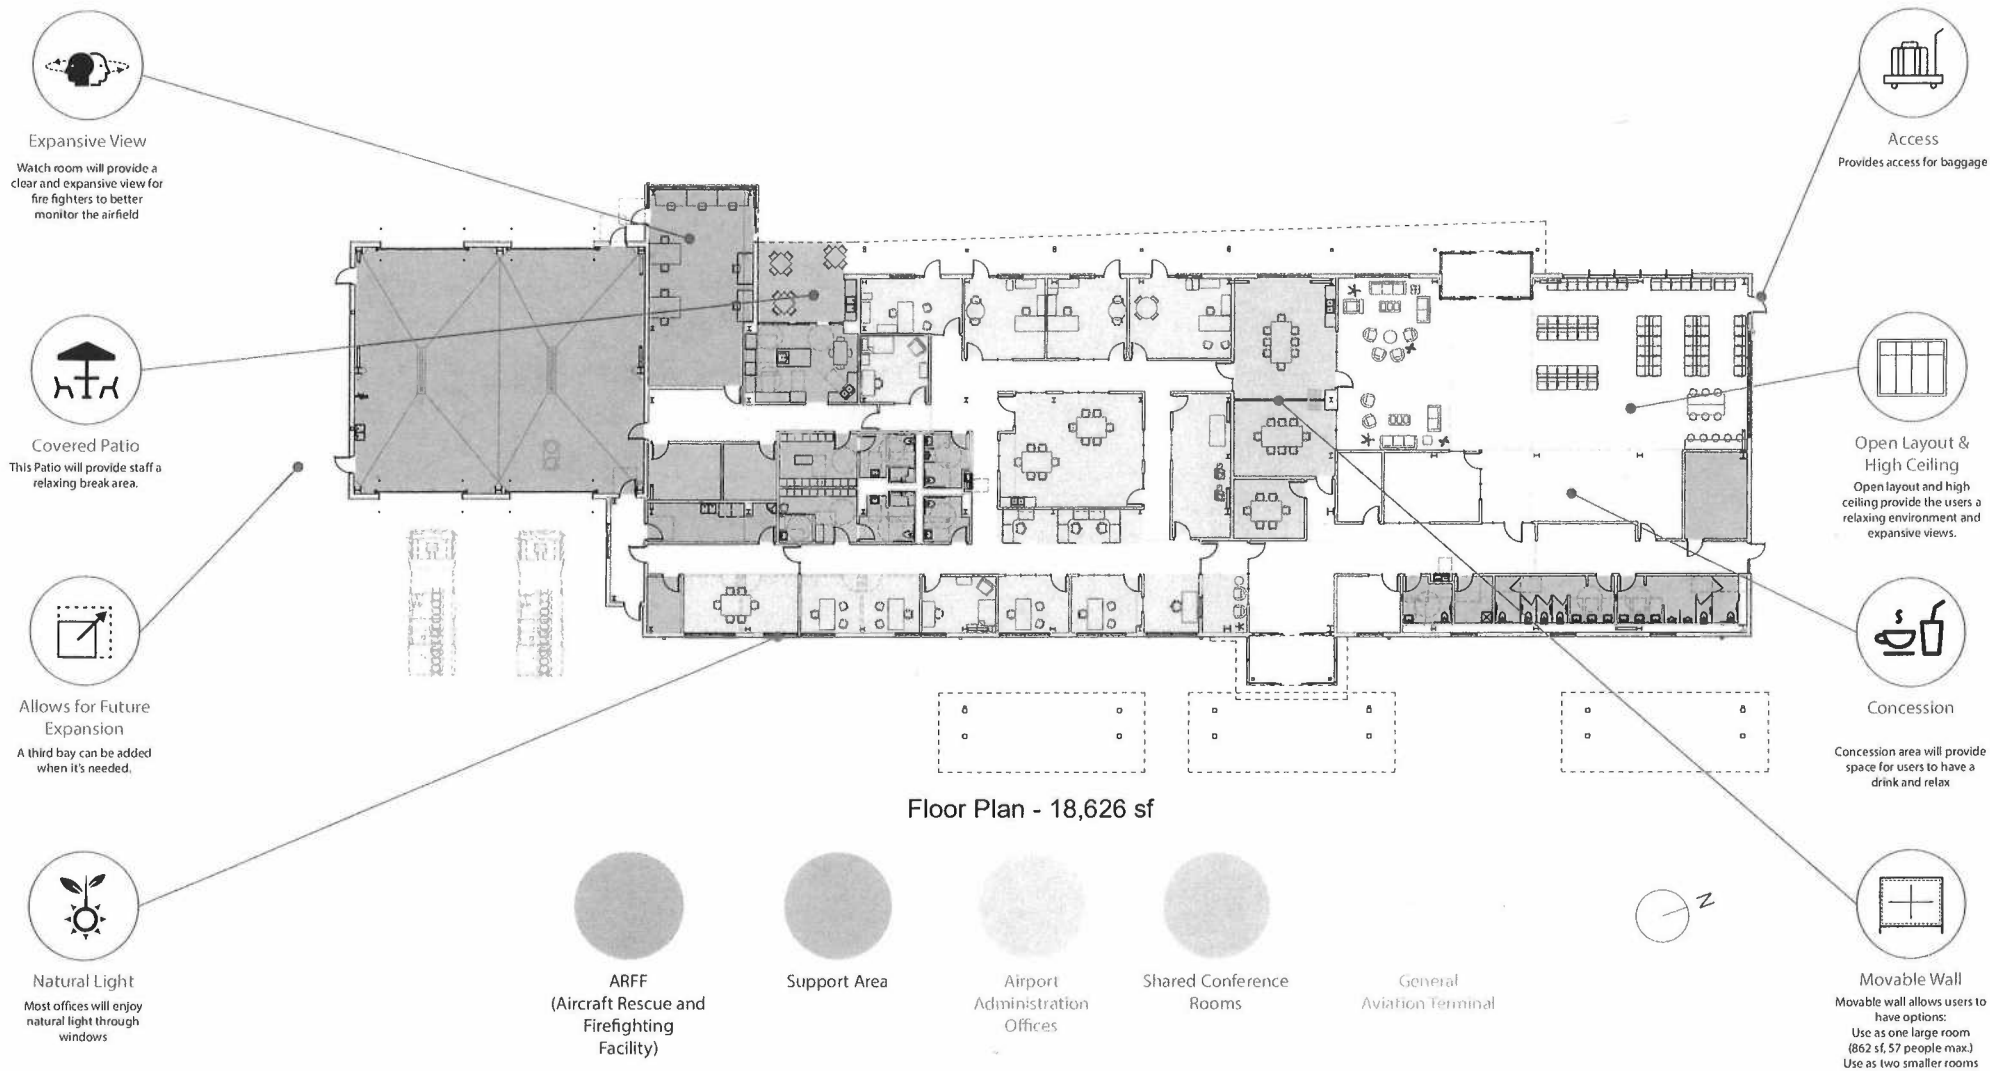 Expansive View
Watch room will provide a
clear and expansive view for
fire fighters to better
monitor the airfield
Covered Patio
This Patio will provide staff a
relaxing break area.
Allows for Future
Expansion
A third bay can be added
when it's needed.
Natural Light
Most offices will enjoy
natural light through
windows
Access
Provides access for baggage
Open Layout &
High Ceiling
Open layout and high
ceiling provide the users a
relaxing environment and
expansive views.
Concession
Concession area will provide
space for users to have a
drink and relax
Movable Wall
Movable wall allows users to
have options:
Use as one large room
(862 sf, 57 people max.)
Use as two smaller rooms
Floor Plan - 18,626 sf
ARFF
(Aircraft Rescue and
Firefighting
Facility)
Support Area
Airport
Administration
Offices
Shared Conference
Rooms
General
Aviation Terminal
N